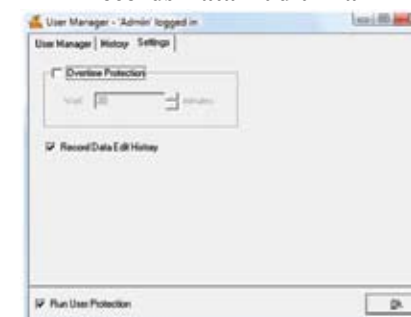 User Manager - 'Admin' logged in
User Manager History Settings
Overtime Protection
Wait minutes
Record Data Edit History
Run User Protection